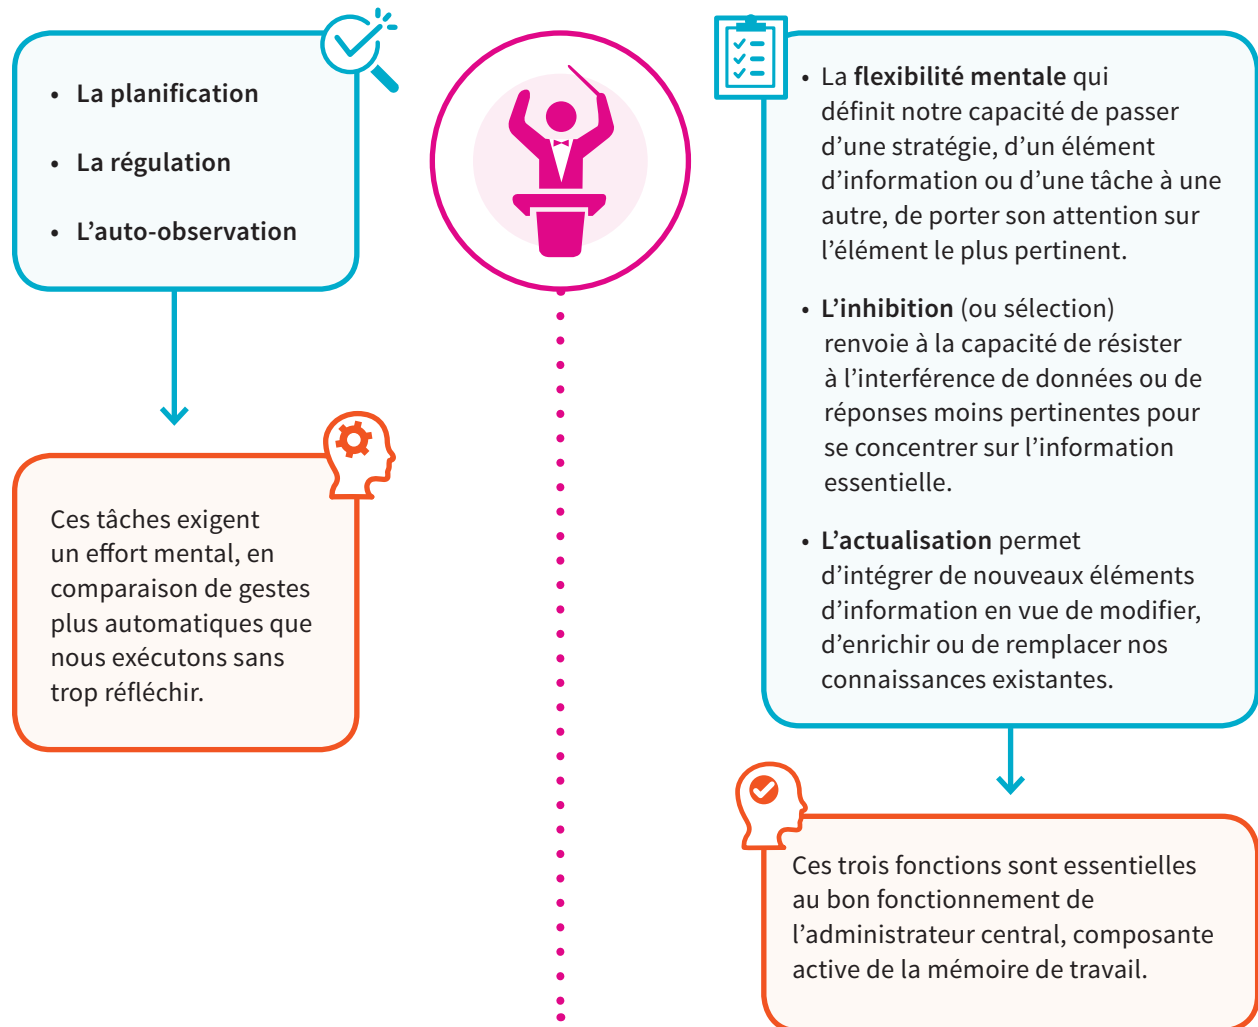 • La planification
• La régulation
• L’auto-observation
Ces tâches exigent
un effort mental, en
comparaison de gestes
plus automatiques que
nous exécutons sans
trop réfléchir.
• La flexibilité mentale qui
définit notre capacité de passer
d’une stratégie, d’un élément
d’information ou d’une tâche à une
autre, de porter son attention sur
l’élément le plus pertinent.
• L’inhibition (ou sélection)
renvoie à la capacité de résister
à l’interférence de données ou de
réponses moins pertinentes pour
se concentrer sur l’information
essentielle.
• L’actualisation permet
d’intégrer de nouveaux éléments
d’information en vue de modifier,
d’enrichir ou de remplacer nos
connaissances existantes.
Ces trois fonctions sont essentielles
au bon fonctionnement de
l’administrateur central, composante
active de la mémoire de travail.